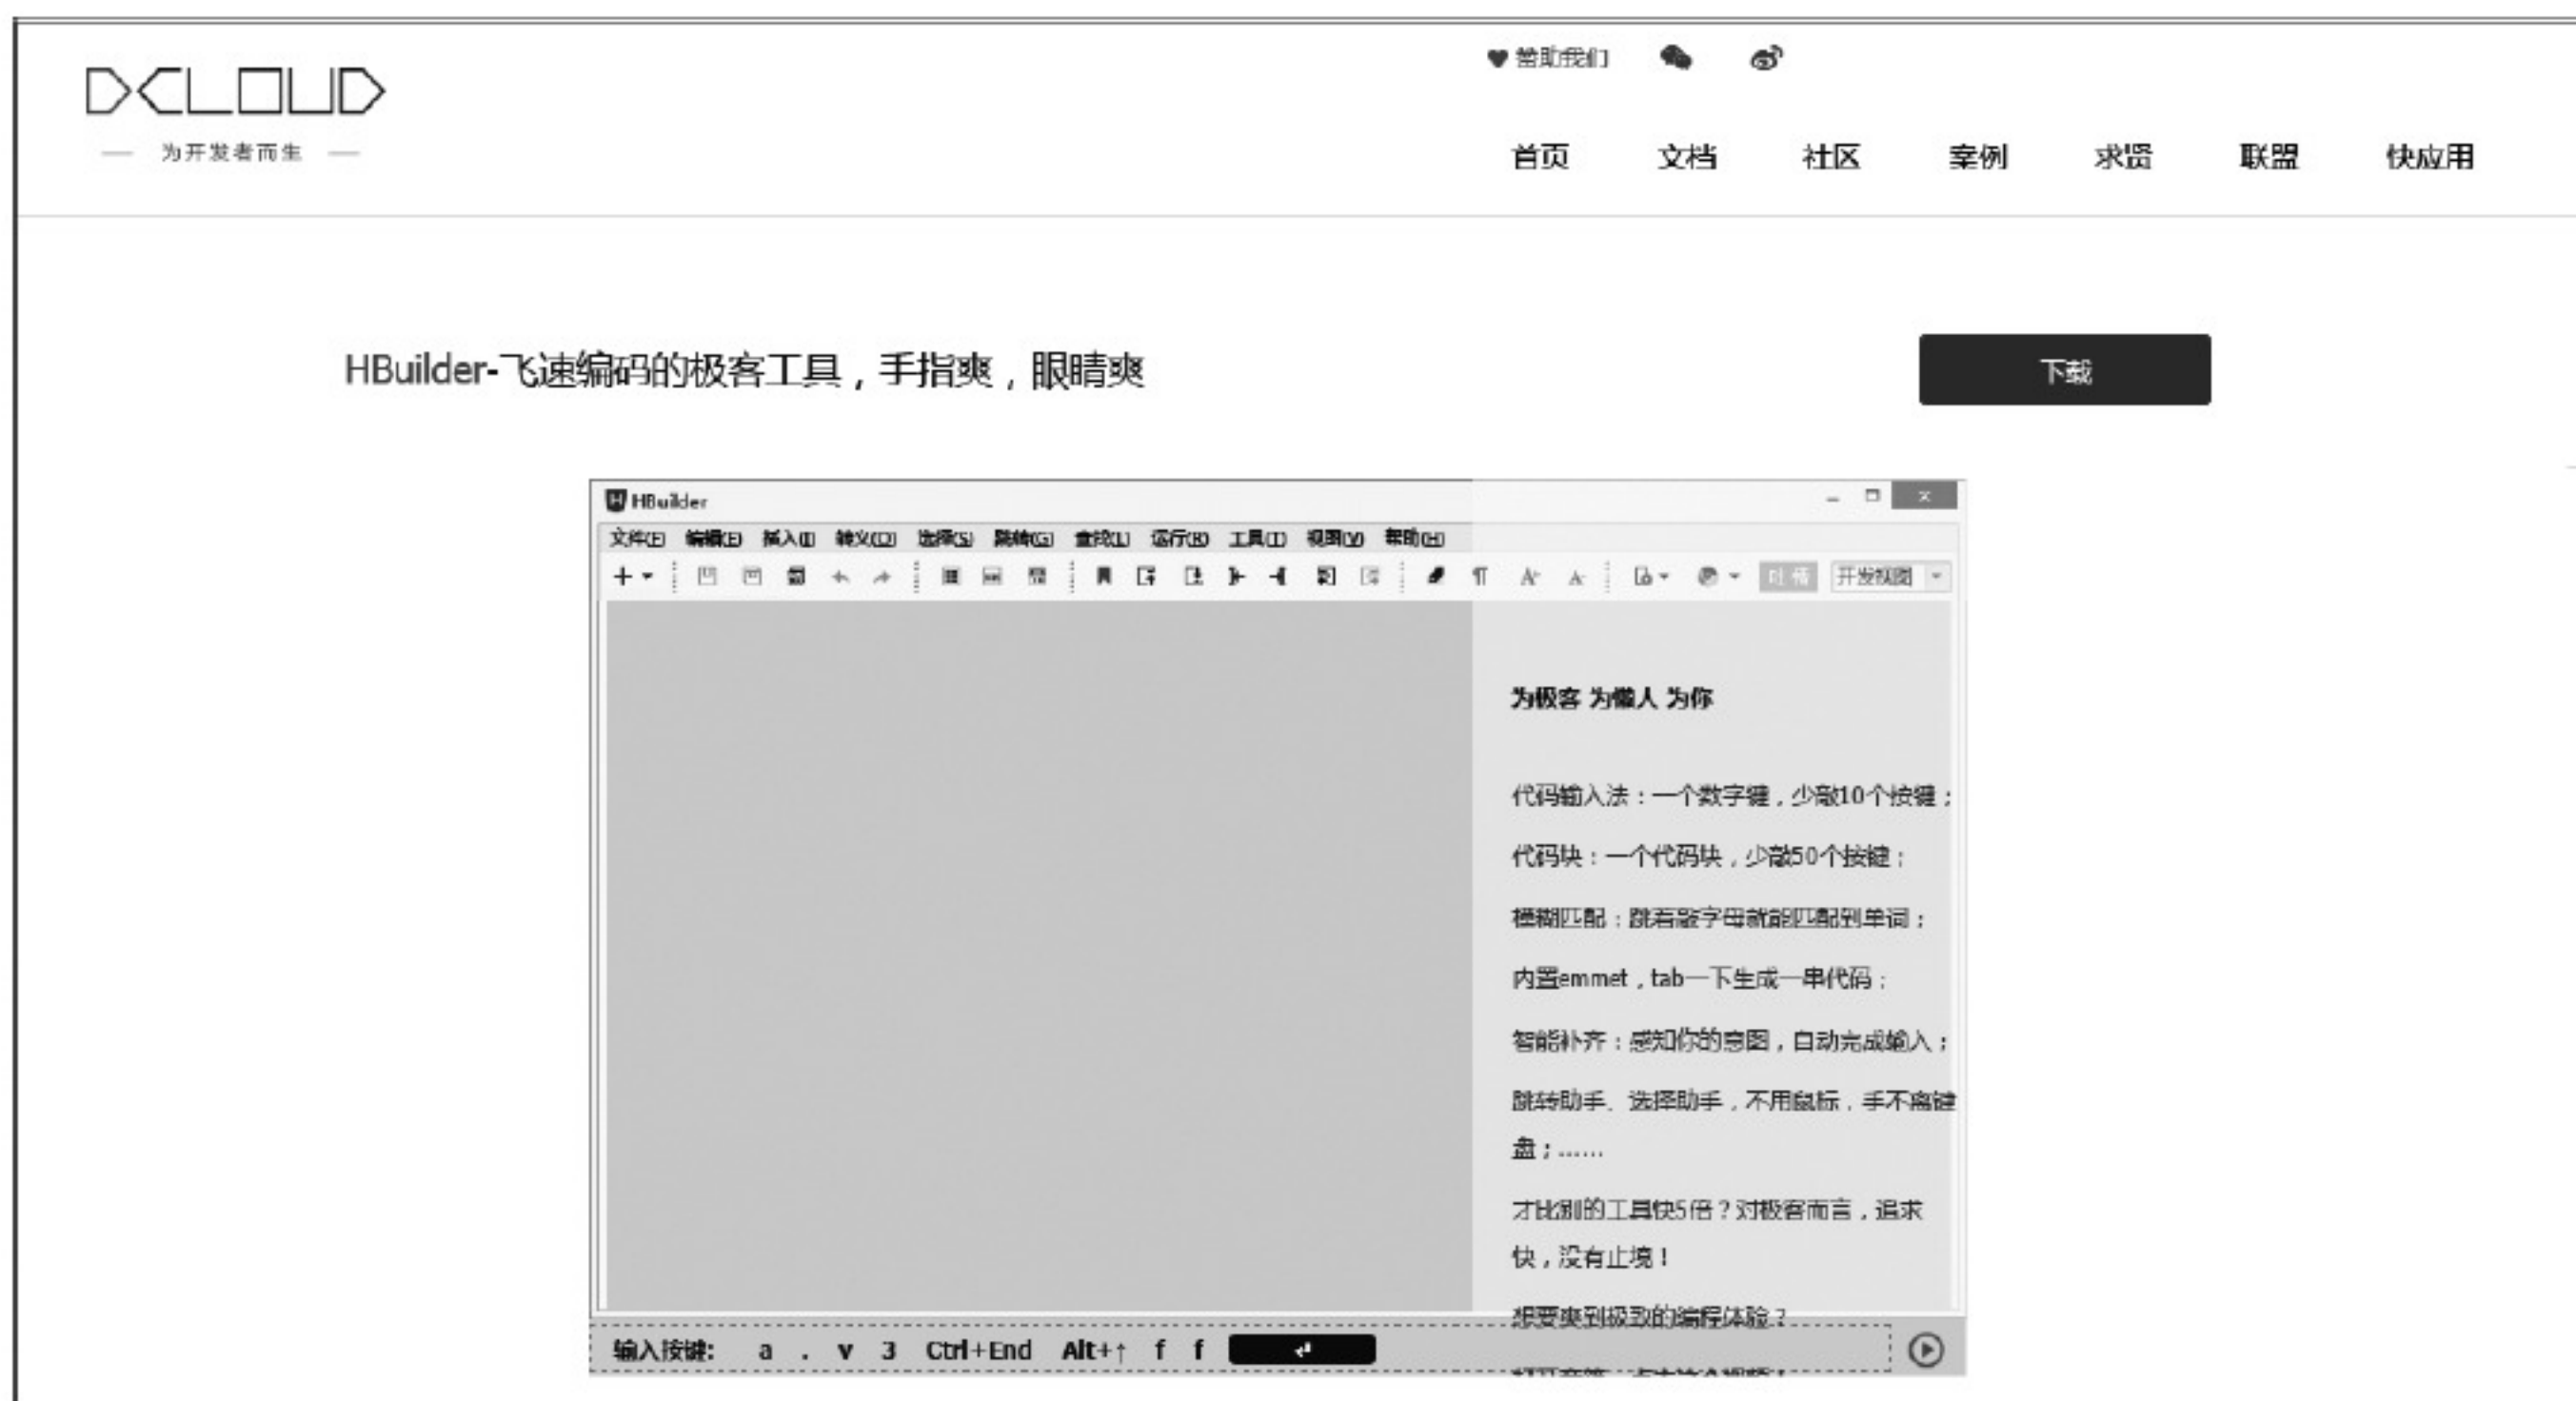 DCLOUD
— 为开发者而生 —
赞助我们
首页 文档 社区 案例 求贤 联盟 快应用
HBuilder-飞速编码的极客工具，手指爽，眼睛爽
下载
HBuilder
文件(F) 编辑(E) 插入(I) 转义(O) 选择(S) 跳转(G) 查找(L) 运行(R) 工具(T) 视图(V) 帮助(H)
吐槽 开发视图
为极客 为懒人 为你
代码输入法：一个数字键，少敲10个按键；
代码块：一个代码块，少敲50个按键；
模糊匹配：跳着敲字母就能匹配到单词；
内置emmet，tab一下生成一串代码；
智能补齐：感知你的意图，自动完成输入；
跳转助手、选择助手，不用鼠标，手不离键
盘；……
才比别的工具快5倍？对极客而言，追求
快，没有止境！
想要爽到极致的编程体验？
输入按键: a . v 3 Ctrl+End Alt+↑ f f